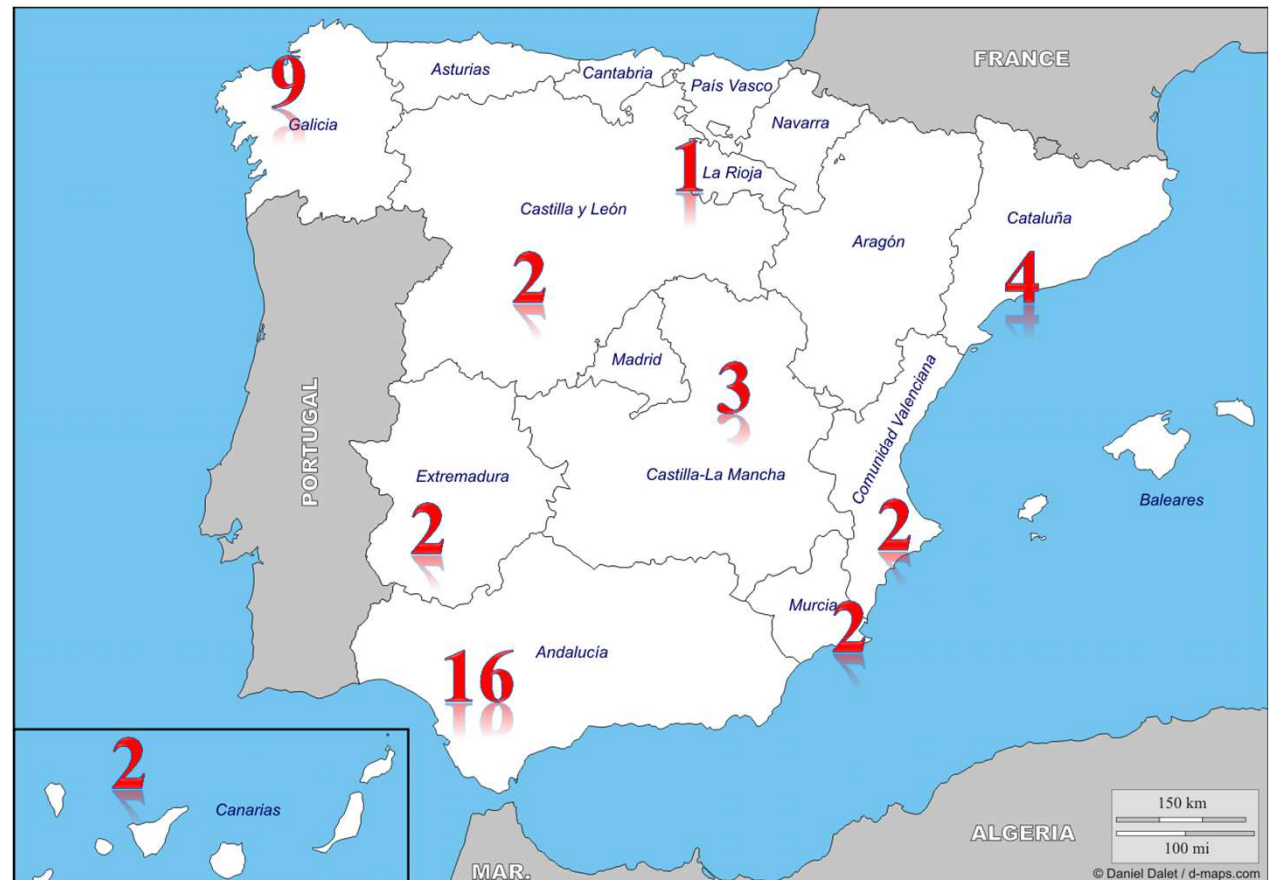 FRANCE
Asturias
Cantabria
País Vasco
9
Navarra
Galicia
1
La Rioja
Castilla y León
Cataluña
Aragón
2
4
Madrid
3
Comunidad Valenciana
PORTUGAL
Extremadura
Castilla-La Mancha
Baleares
2
2
Murcia
2
Andalucía
16
2
Canarias
150 km
100 mi
ALGERIA
MAR.
© Daniel Dalet / d-maps.com